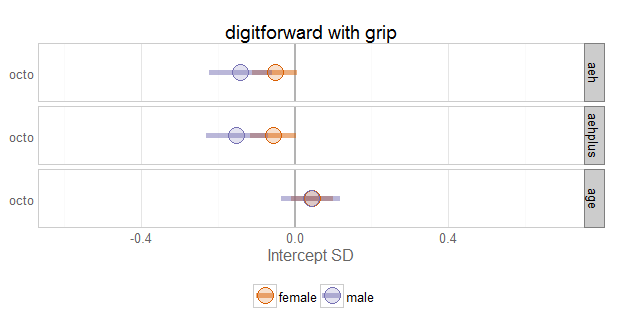 digitforward with grip
octo
aeh
octo
aehplus
octo
age
-0.4 0.0 0.4
Intercept SD
female male